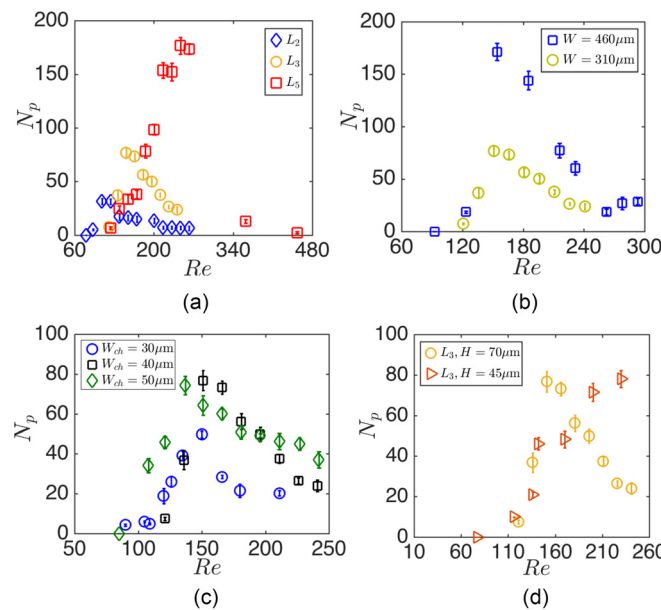 200
150
100
50
0
N_p
L_2
L_3
L_5
60 200 340 480
Re
(a)
200
150
100
50
0
N_p
W = 460μm
W = 310μm
60 120 180 240 300
Re
(b)
100
80
60
40
20
0
N_p
W_ch = 30μm
W_ch = 40μm
W_ch = 50μm
50 100 150 200 250
Re
(c)
100
80
60
40
20
0
N_p
L_3, H = 70μm
L_3, H = 45μm
10 60 110 160 210 260
Re
(d)